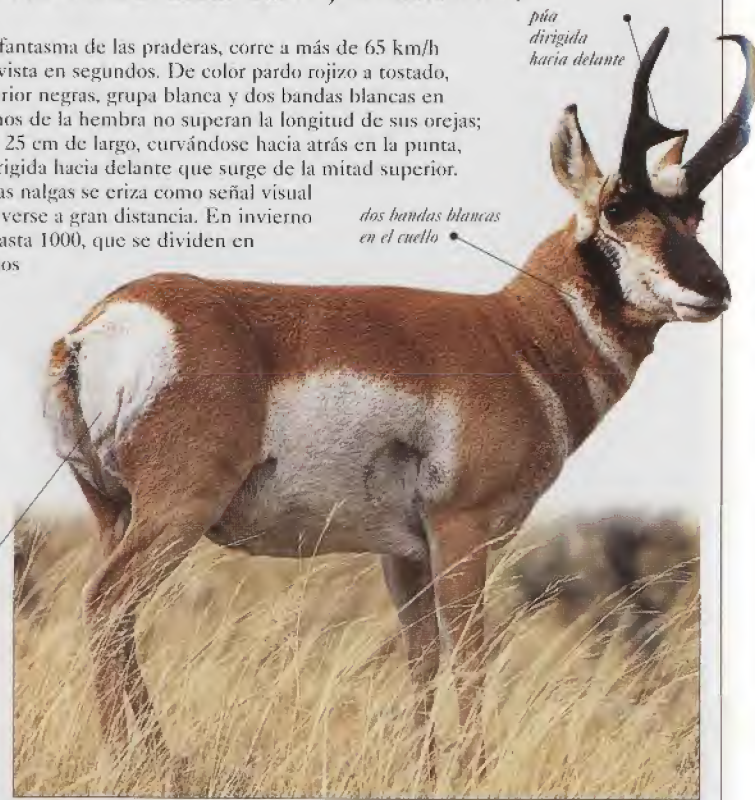 fantasma de las praderas, corre a más de 65 km/h
vista en segundos. De color pardo rojizo a tostado,
rior negras, grupa blanca y dos bandas blancas en
nos de la hembra no superan la longitud de sus orejas;
25 cm de largo, curvándose hacia atrás en la punta,
rigida hacia delante que surge de la mitad superior.
as nalgas se eriza como señal visual
verse a gran distancia. En invierno
asta 1000, que se dividen en
os
púa
dirigida
hacia delante
dos bandas blancas
en el cuello